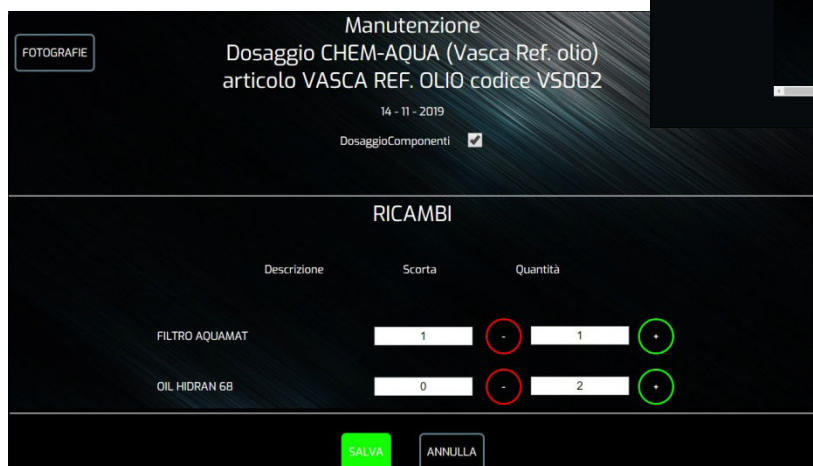 FOTOGRAFIE
Manutenzione
Dosaggio CHEM-AQUA (Vasca Ref. olio)
articolo VASCA REF. OLIO codice VS002
14 - 11 - 2019
DosaggioComponenti
RICAMBI
Descrizione Scorta Quantità
FILTRO AQUAMAT 1 - 1 +
OIL HIDRAN 68 0 - 2 +
SALVA ANNULLA